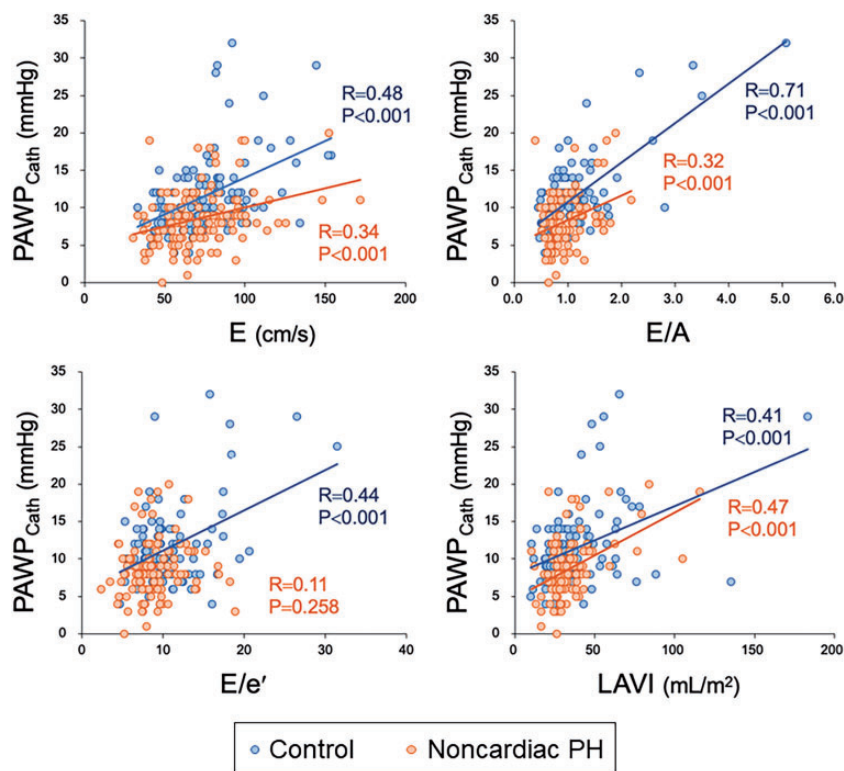 35
30
25
20
15
10
5
0
PAWPCath (mmHg)
R=0.48
P<0.001
R=0.34
P<0.001
0 50 100 150 200
E (cm/s)
35
30
25
20
15
10
5
0
PAWPCath (mmHg)
R=0.71
P<0.001
R=0.32
P<0.001
0.0 1.0 2.0 3.0 4.0 5.0 6.0
E/A
35
30
25
20
15
10
5
0
PAWPCath (mmHg)
R=0.44
P<0.001
R=0.11
P=0.258
0 10 20 30 40
E/e′
35
30
25
20
15
10
5
0
PAWPCath (mmHg)
R=0.41
P<0.001
R=0.47
P<0.001
0 50 100 150 200
LAVI (mL/m²)
Control Noncardiac PH